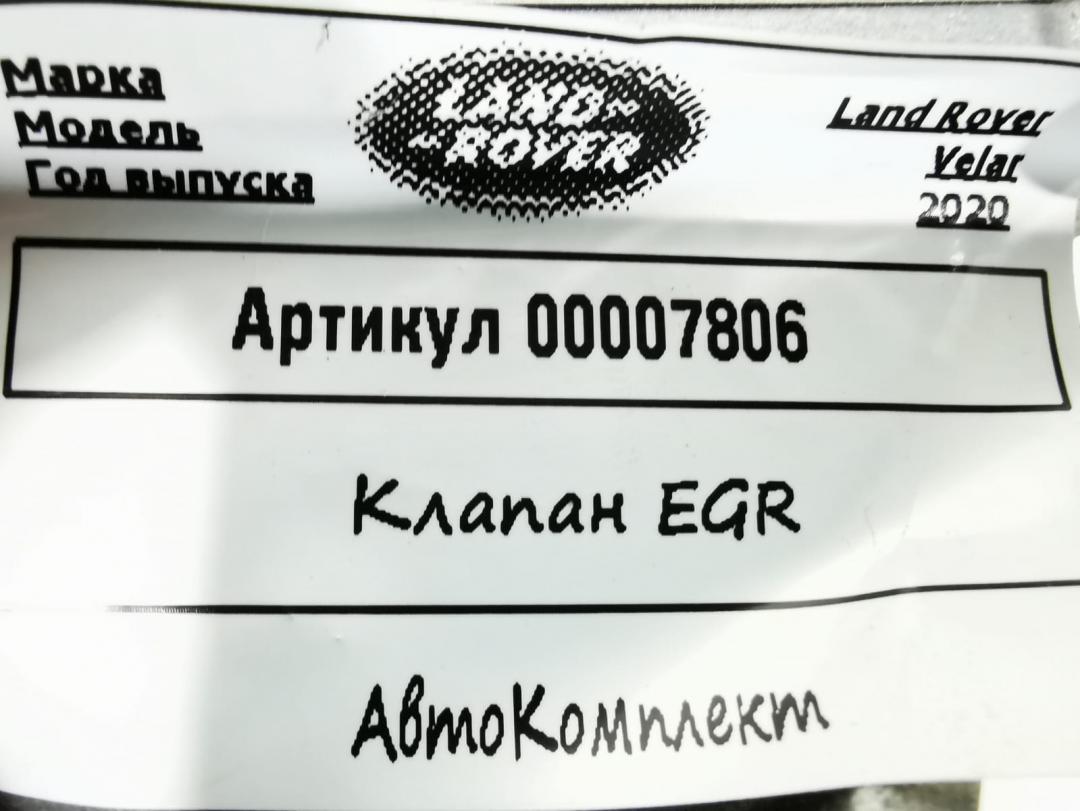 Марка
Модель
Год выпуска
LAND-
-ROVER
Land Rover
Velar
2020
Артикул 00007806
Клапан EGR
АвтоКомплект